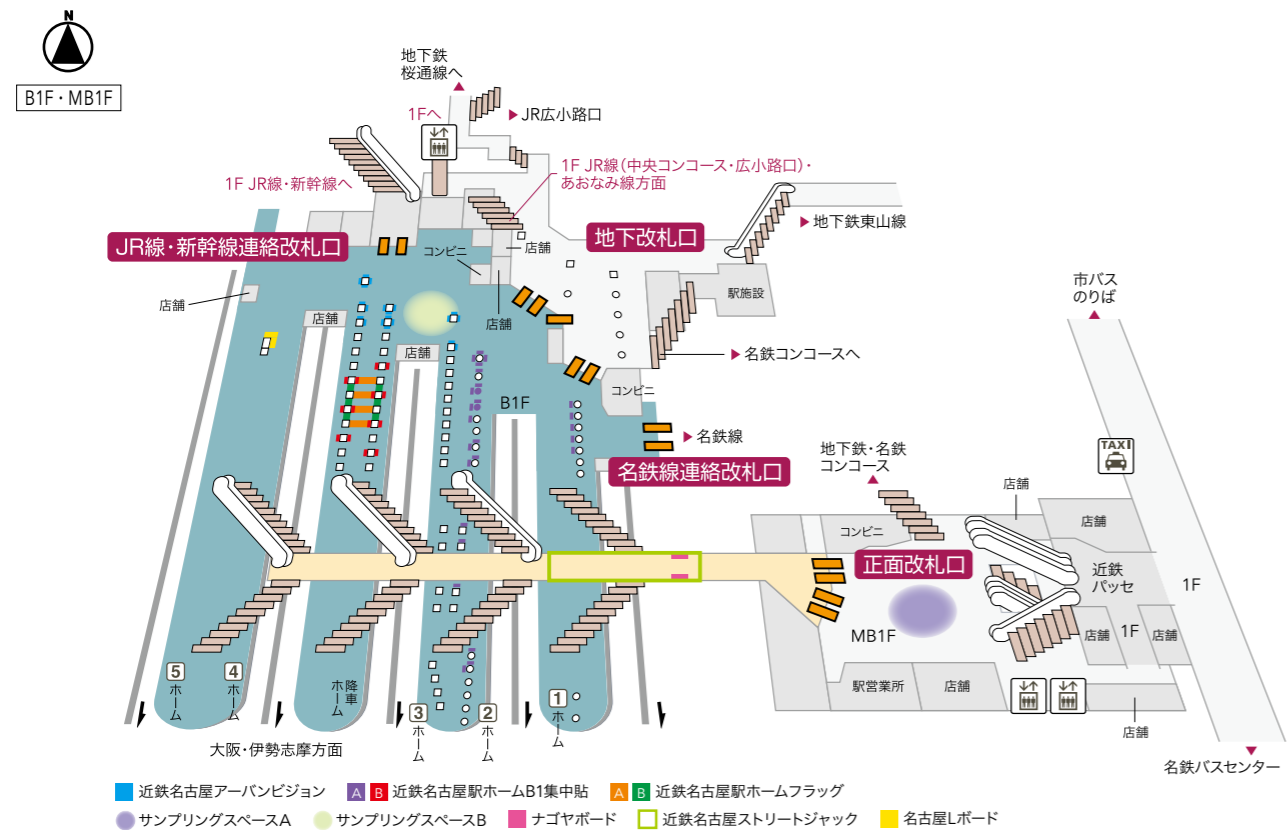 N
B1F・MB1F
地下鉄
桜通線へ
1Fへ
JR広小路口
1F JR線・新幹線へ
1F JR線（中央コンコース・広小路口）・
あおなみ線方面
地下鉄東山線
JR線・新幹線連絡改札口
地下改札口
コンビニ
店舗
店舗
店舗
店舗
店舗
駅施設
市バス
のりば
名鉄コンコースへ
コンビニ
B1F
名鉄線
名鉄線連絡改札口
地下鉄・名鉄
コンコース
TAXI
店舗
コンビニ
店舗
正面改札口
近鉄
パッセ
1F
MB1F
店舗
1F
店舗
駅営業所
店舗
店舗
5
ホーム
4
ホーム
降車
ホーム
3
ホーム
2
ホーム
1
ホーム
大阪・伊勢志摩方面
名鉄バスセンター
近鉄名古屋アーバンビジョン
A B 近鉄名古屋駅ホームB1集中貼
A B 近鉄名古屋駅ホームフラッグ
サンプリングスペースA
サンプリングスペースB
ナゴヤボード
近鉄名古屋ストリートジャック
名古屋Lボード